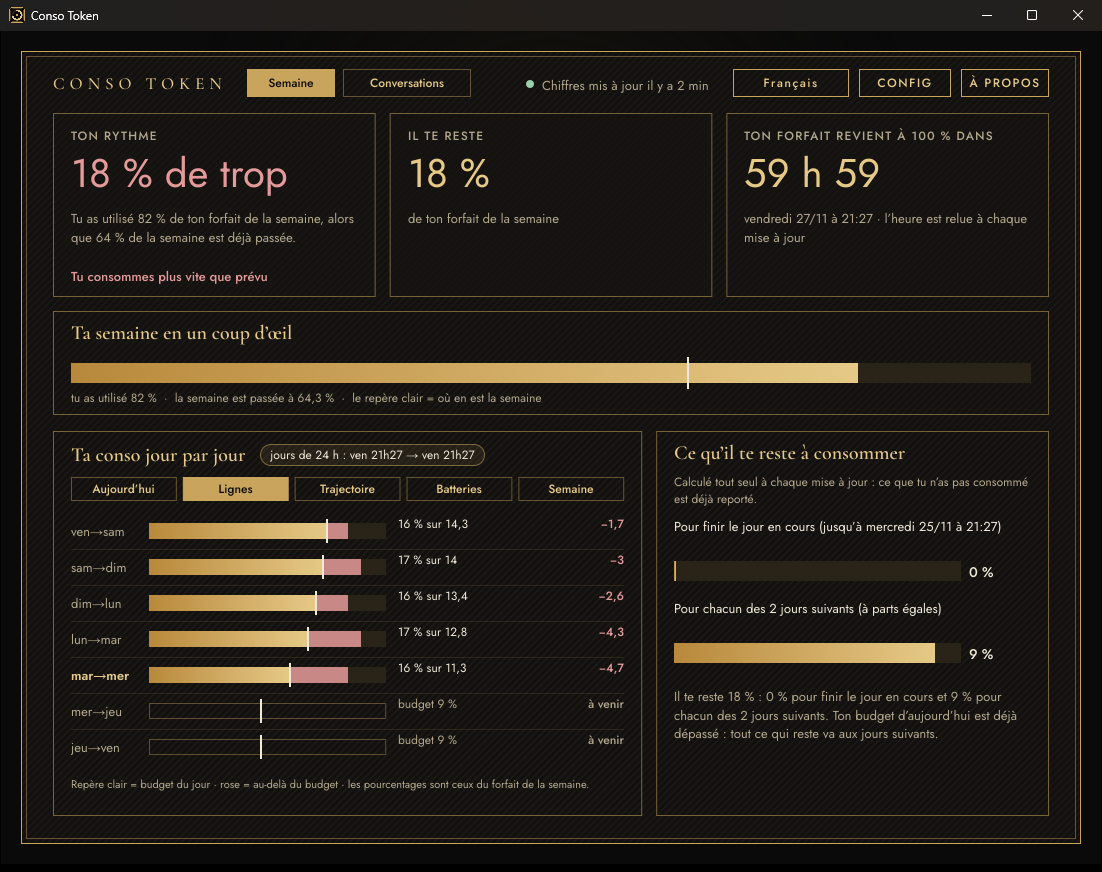 Conso Token
CONSO TOKEN
Semaine
Conversations
Chiffres mis à jour il y a 2 min
Français
CONFIG
À PROPOS
TON RYTHME
18 % de trop
Tu as utilisé 82 % de ton forfait de la semaine, alors
que 64 % de la semaine est déjà passée.
Tu consommes plus vite que prévu
IL TE RESTE
18 %
de ton forfait de la semaine
TON FORFAIT REVIENT À 100 % DANS
59 h 59
vendredi 27/11 à 21:27 · l’heure est relue à chaque
mise à jour
Ta semaine en un coup d’œil
tu as utilisé 82 % · la semaine est passée à 64,3 % · le repère clair = où en est la semaine
Ta conso jour par jour
jours de 24 h : ven 21h27 → ven 21h27
Aujourd’hui
Lignes
Trajectoire
Batteries
Semaine
ven→sam 16 % sur 14,3 −1,7
sam→dim 17 % sur 14 −3
dim→lun 16 % sur 13,4 −2,6
lun→mar 17 % sur 12,8 −4,3
mar→mer 16 % sur 11,3 −4,7
mer→jeu budget 9 % à venir
jeu→ven budget 9 % à venir
Repère clair = budget du jour · rose = au-delà du budget · les pourcentages sont ceux du forfait de la semaine.
Ce qu’il te reste à consommer
Calculé tout seul à chaque mise à jour : ce que tu n’as pas consommé
est déjà reporté.
Pour finir le jour en cours (jusqu’à mercredi 25/11 à 21:27)
0 %
Pour chacun des 2 jours suivants (à parts égales)
9 %
Il te reste 18 % : 0 % pour finir le jour en cours et 9 % pour
chacun des 2 jours suivants. Ton budget d’aujourd’hui est déjà
dépassé : tout ce qui reste va aux jours suivants.